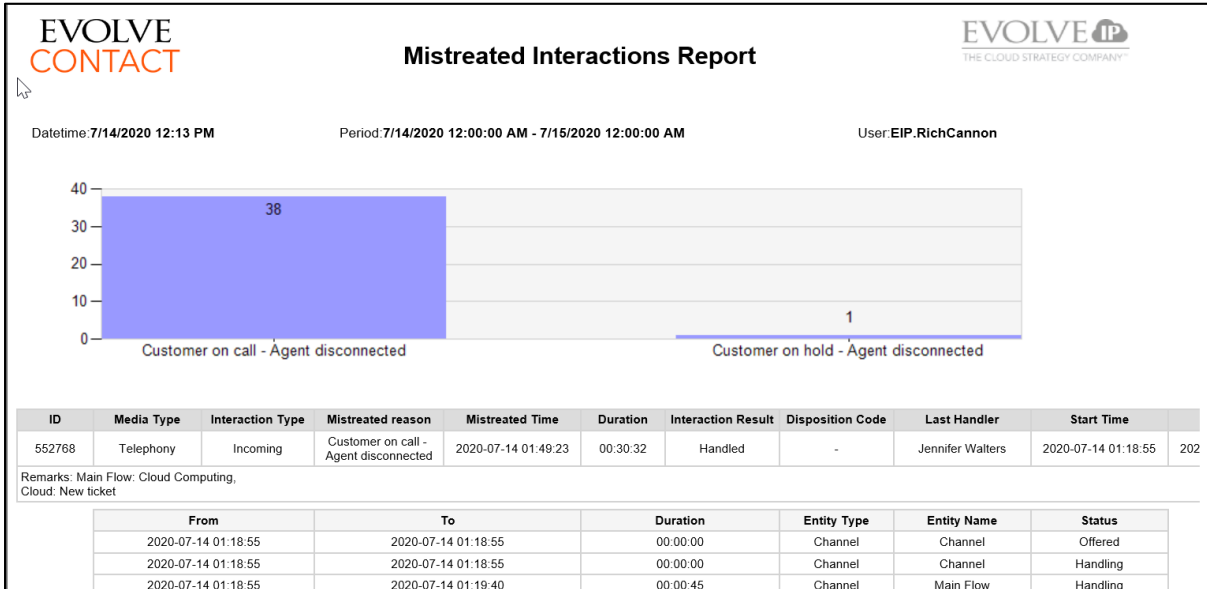 EVOLVE
CONTACT
Mistreated Interactions Report
EVOLVE IP
THE CLOUD STRATEGY COMPANY
Datetime:7/14/2020 12:13 PM Period:7/14/2020 12:00:00 AM - 7/15/2020 12:00:00 AM User:EIP.RichCannon
40
38
30
20
10
1
0
Customer on call - Agent disconnected Customer on hold - Agent disconnected
ID Media Type Interaction Type Mistreated reason Mistreated Time Duration Interaction Result Disposition Code Last Handler Start Time
552768 Telephony Incoming Customer on call - Agent disconnected 2020-07-14 01:49:23 00:30:32 Handled - Jennifer Walters 2020-07-14 01:18:55 202
Remarks: Main Flow: Cloud Computing,
Cloud: New ticket
From To Duration Entity Type Entity Name Status
2020-07-14 01:18:55 2020-07-14 01:18:55 00:00:00 Channel Channel Offered
2020-07-14 01:18:55 2020-07-14 01:18:55 00:00:00 Channel Channel Handling
2020-07-14 01:18:55 2020-07-14 01:19:40 00:00:45 Channel Main Flow Handling